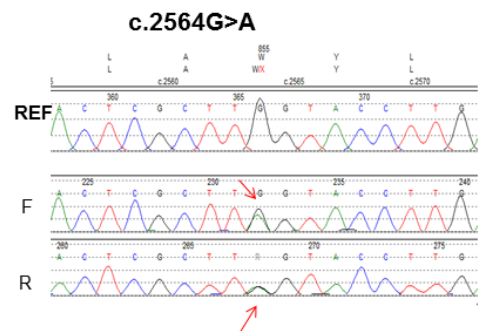 c.2564G>A
855
L A W Y L
L A W/X Y L
360 c.2560 365 c.2565 370 c.2570
REF A C T C G C T T G G T A C C T T G
225 230 235 240
F A C T C G C T T G G T A C C T T G
260 265 270 275
R A C T C G C T T R G T A C C T T G